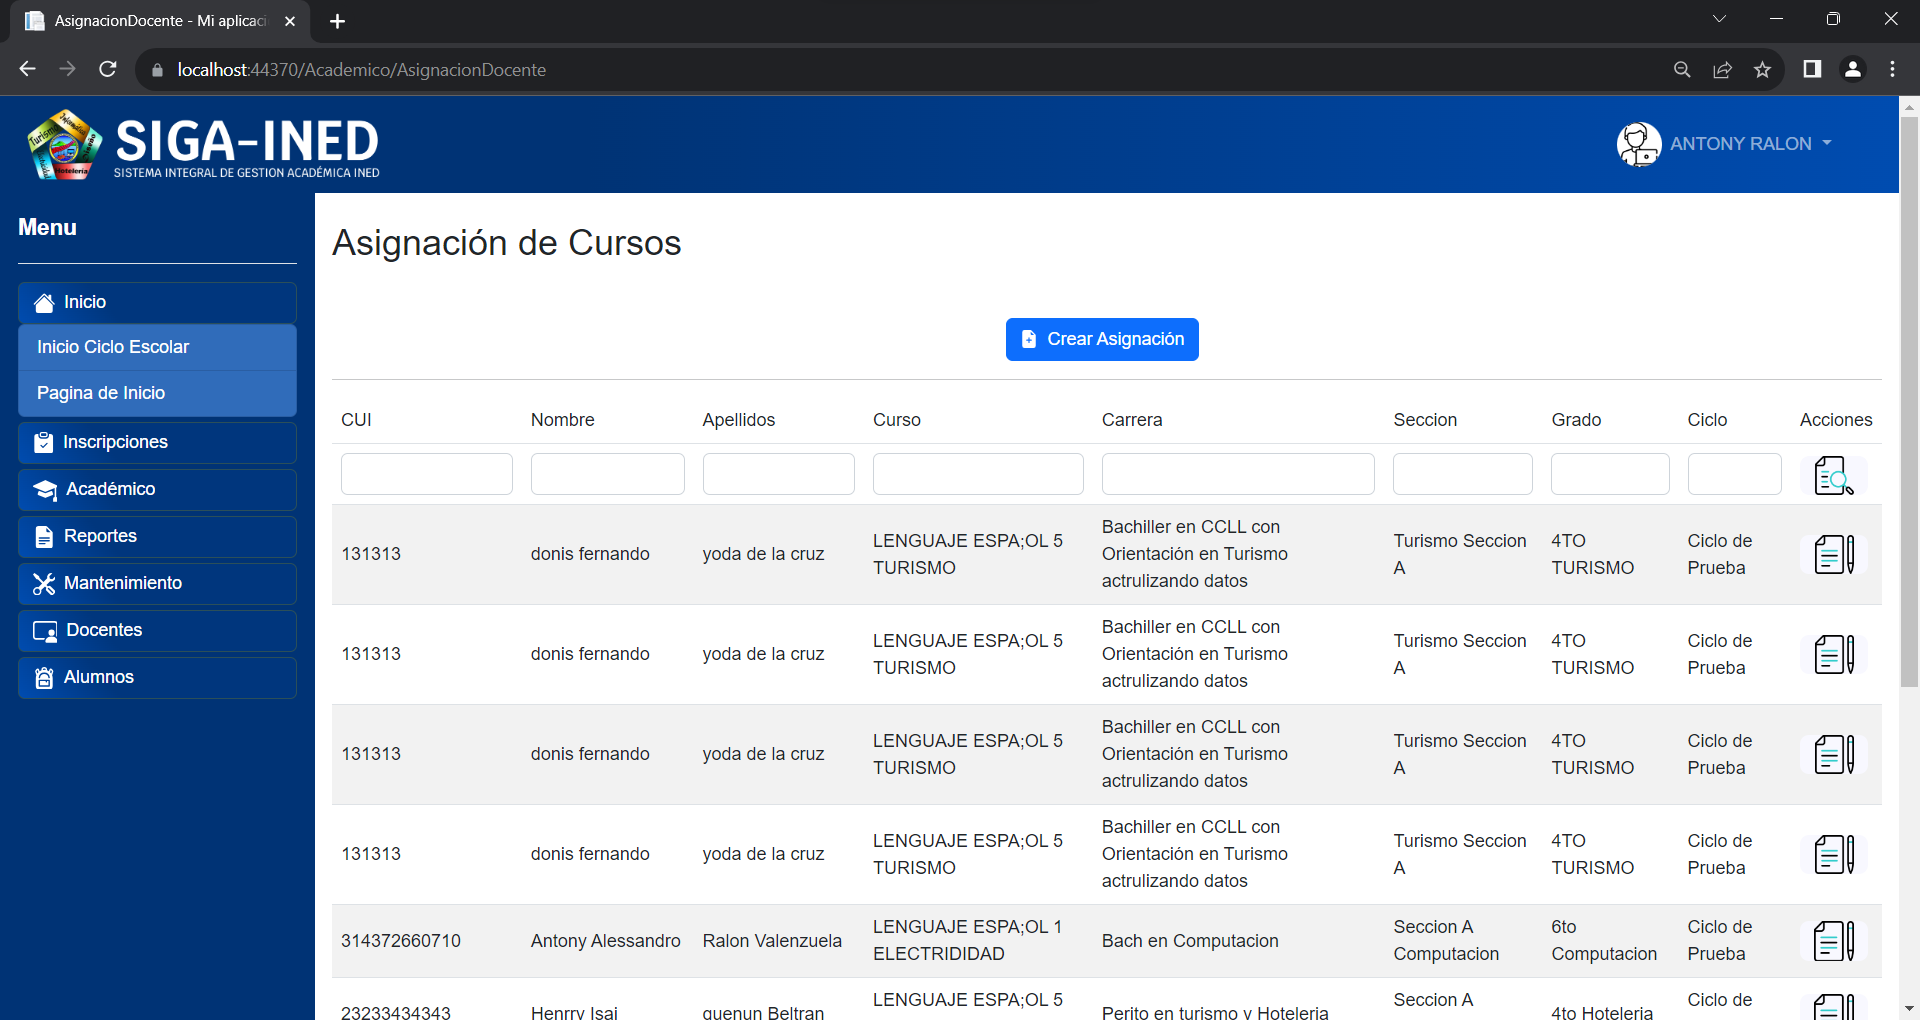 AsignacionDocente - Mi aplicaci
localhost:44370/Academico/AsignacionDocente
SIGA-INED
SISTEMA INTEGRAL DE GESTION ACADÉMICA INED
ANTONY RALON
Menu
Inicio
Inicio Ciclo Escolar
Pagina de Inicio
Inscripciones
Académico
Reportes
Mantenimiento
Docentes
Alumnos
Asignación de Cursos
Crear Asignación
CUI Nombre Apellidos Curso Carrera Seccion Grado Ciclo Acciones
131313 donis fernando yoda de la cruz LENGUAJE ESPA;OL 5 TURISMO Bachiller en CCLL con Orientación en Turismo actrulizando datos Turismo Seccion A 4TO TURISMO Ciclo de Prueba
131313 donis fernando yoda de la cruz LENGUAJE ESPA;OL 5 TURISMO Bachiller en CCLL con Orientación en Turismo actrulizando datos Turismo Seccion A 4TO TURISMO Ciclo de Prueba
131313 donis fernando yoda de la cruz LENGUAJE ESPA;OL 5 TURISMO Bachiller en CCLL con Orientación en Turismo actrulizando datos Turismo Seccion A 4TO TURISMO Ciclo de Prueba
131313 donis fernando yoda de la cruz LENGUAJE ESPA;OL 5 TURISMO Bachiller en CCLL con Orientación en Turismo actrulizando datos Turismo Seccion A 4TO TURISMO Ciclo de Prueba
314372660710 Antony Alessandro Ralon Valenzuela LENGUAJE ESPA;OL 1 ELECTRIDIDAD Bach en Computacion Seccion A Computacion 6to Computacion Ciclo de Prueba
23233434343 Henrry Isai quenun Beltran LENGUAJE ESPA;OL 5 Perito en turismo y Hoteleria Seccion A 4to Hoteleria Ciclo de